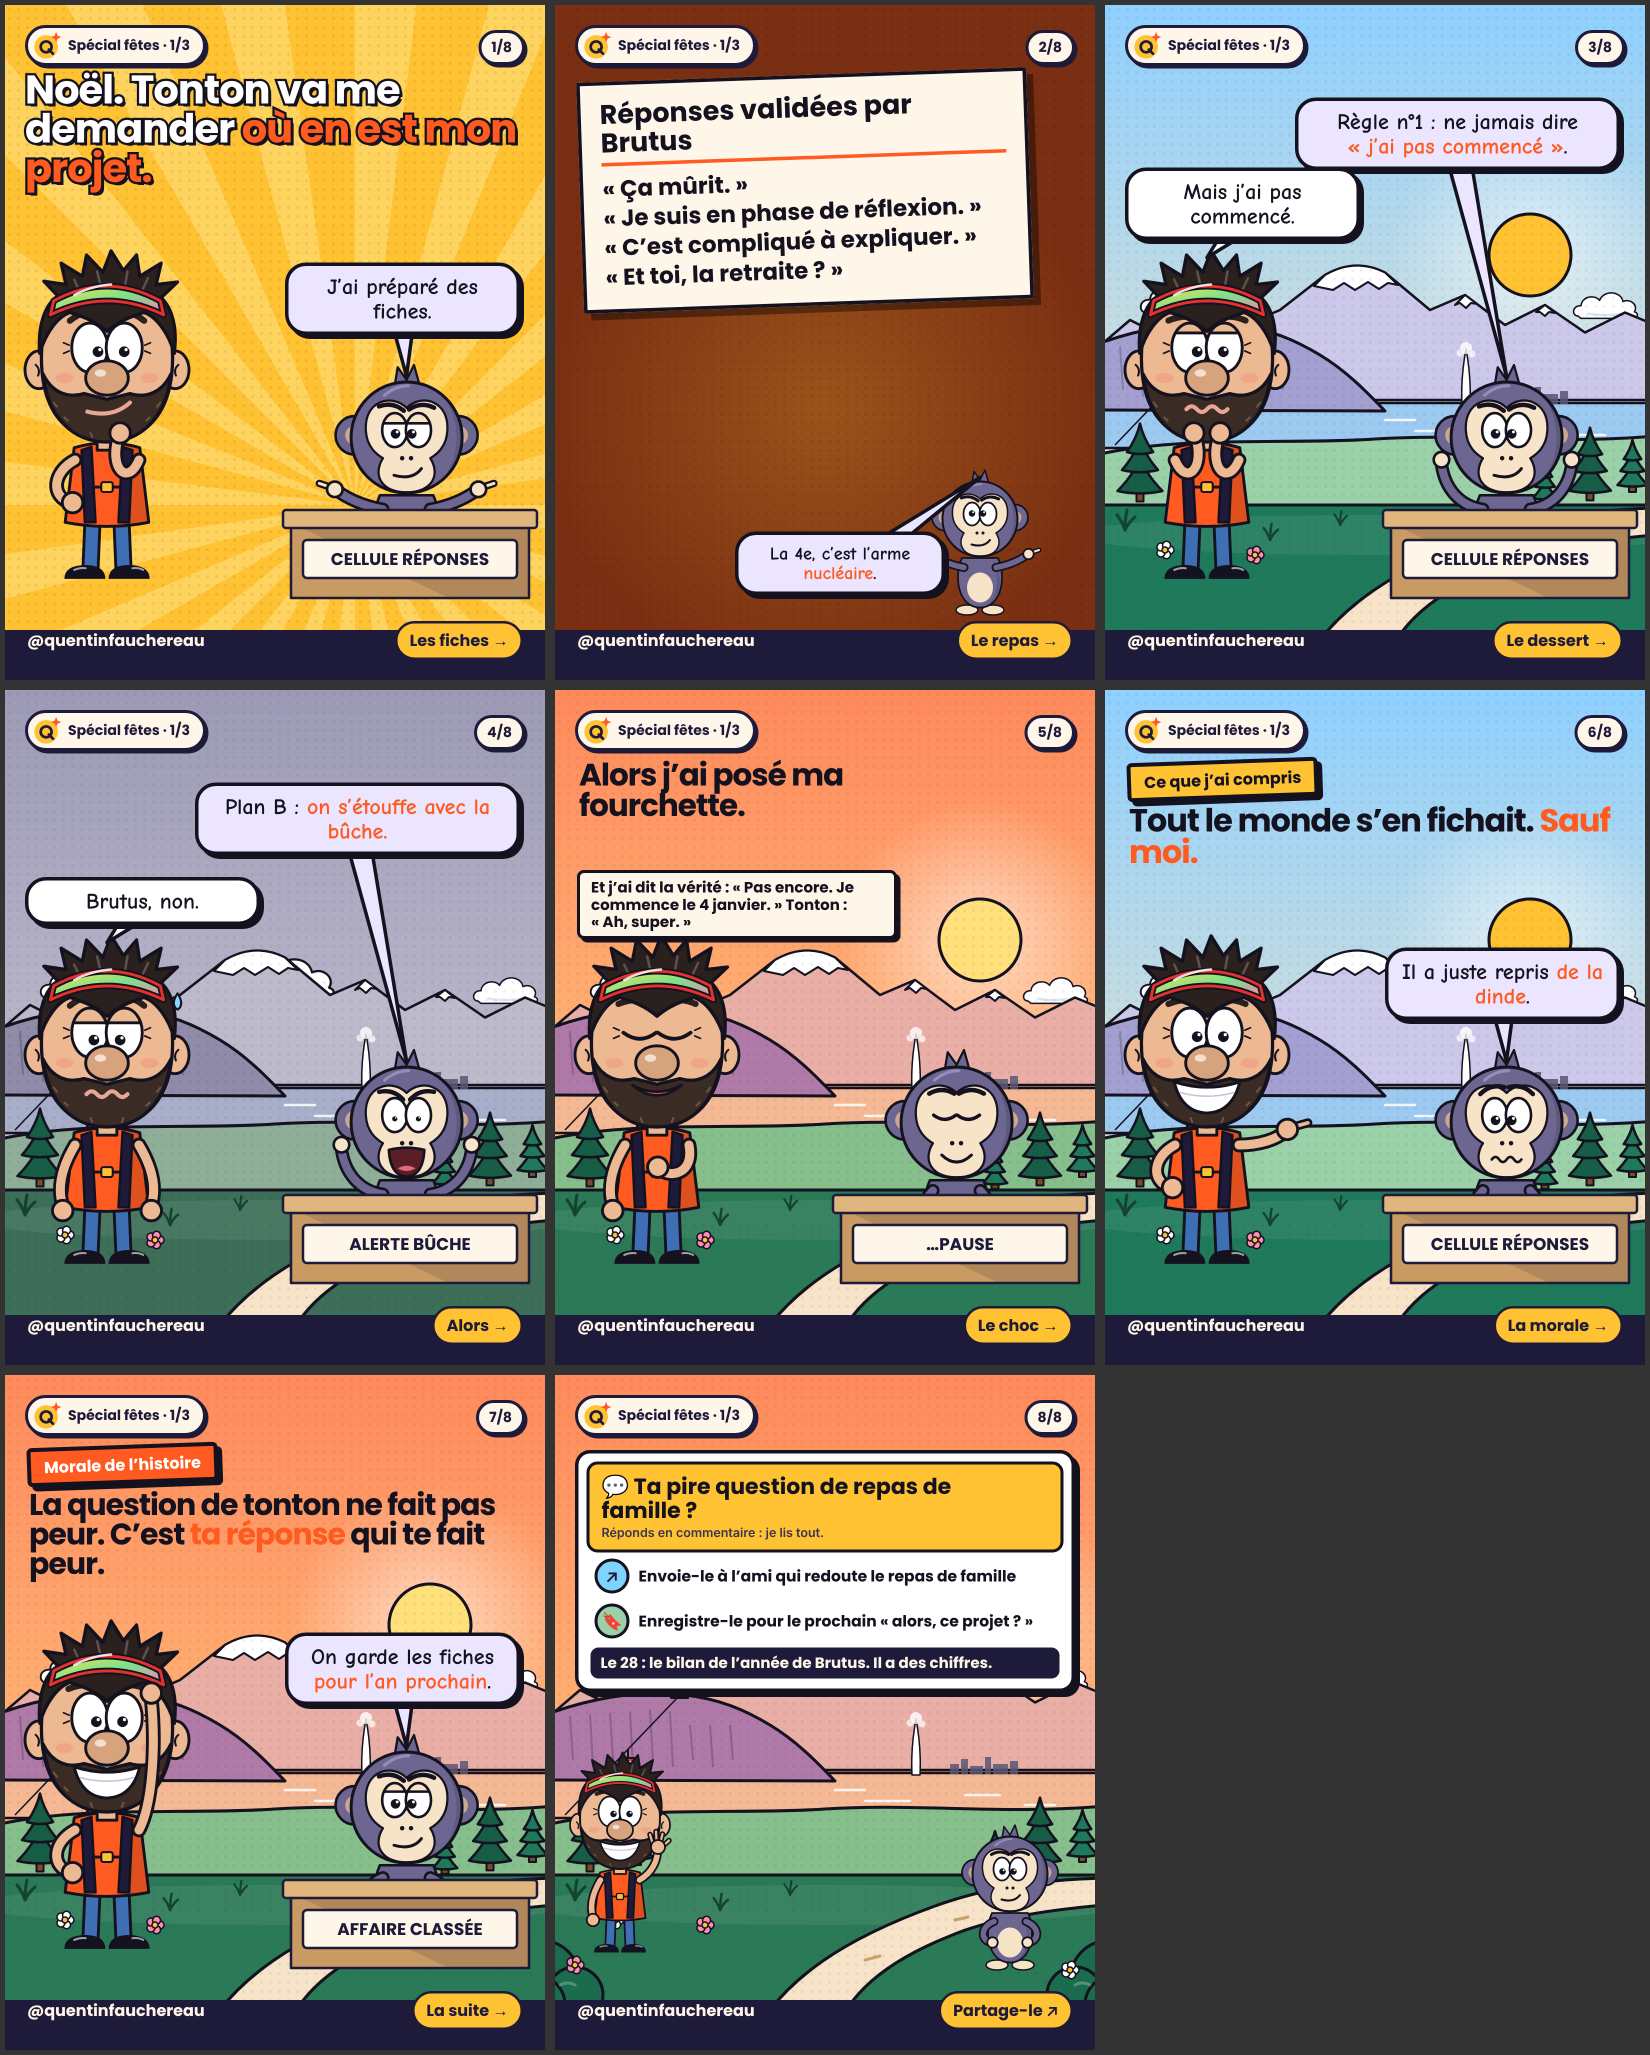 Spécial fêtes · 1/3
1/8
Noël. Tonton va me
demander où en est mon
projet.
J'ai préparé des
fiches.
CELLULE RÉPONSES
@quentinfauchereau
Les fiches →
Spécial fêtes · 1/3
2/8
Réponses validées par
Brutus
« Ça mûrit. »
« Je suis en phase de réflexion. »
« C'est compliqué à expliquer. »
« Et toi, la retraite ? »
La 4e, c'est l'arme
nucléaire.
@quentinfauchereau
Le repas →
Spécial fêtes · 1/3
3/8
Règle n°1 : ne jamais dire
« j'ai pas commencé ».
Mais j'ai pas
commencé.
CELLULE RÉPONSES
@quentinfauchereau
Le dessert →
Spécial fêtes · 1/3
4/8
Plan B : on s'étouffe avec la
bûche.
Brutus, non.
ALERTE BÛCHE
@quentinfauchereau
Alors →
Spécial fêtes · 1/3
5/8
Alors j'ai posé ma
fourchette.
Et j'ai dit la vérité : « Pas encore. Je
commence le 4 janvier. » Tonton :
« Ah, super. »
...PAUSE
@quentinfauchereau
Le choc →
Spécial fêtes · 1/3
6/8
Ce que j'ai compris
Tout le monde s'en fichait. Sauf
moi.
Il a juste repris de la
dinde.
CELLULE RÉPONSES
@quentinfauchereau
La morale →
Spécial fêtes · 1/3
7/8
Morale de l'histoire
La question de tonton ne fait pas
peur. C'est ta réponse qui te fait
peur.
On garde les fiches
pour l'an prochain.
AFFAIRE CLASSÉE
@quentinfauchereau
La suite →
Spécial fêtes · 1/3
8/8
💬 Ta pire question de repas de
famille ?
Réponds en commentaire : je lis tout.
Envoie-le à l'ami qui redoute le repas de famille
Enregistre-le pour le prochain « alors, ce projet ? »
Le 28 : le bilan de l'année de Brutus. Il a des chiffres.
@quentinfauchereau
Partage-le ↗